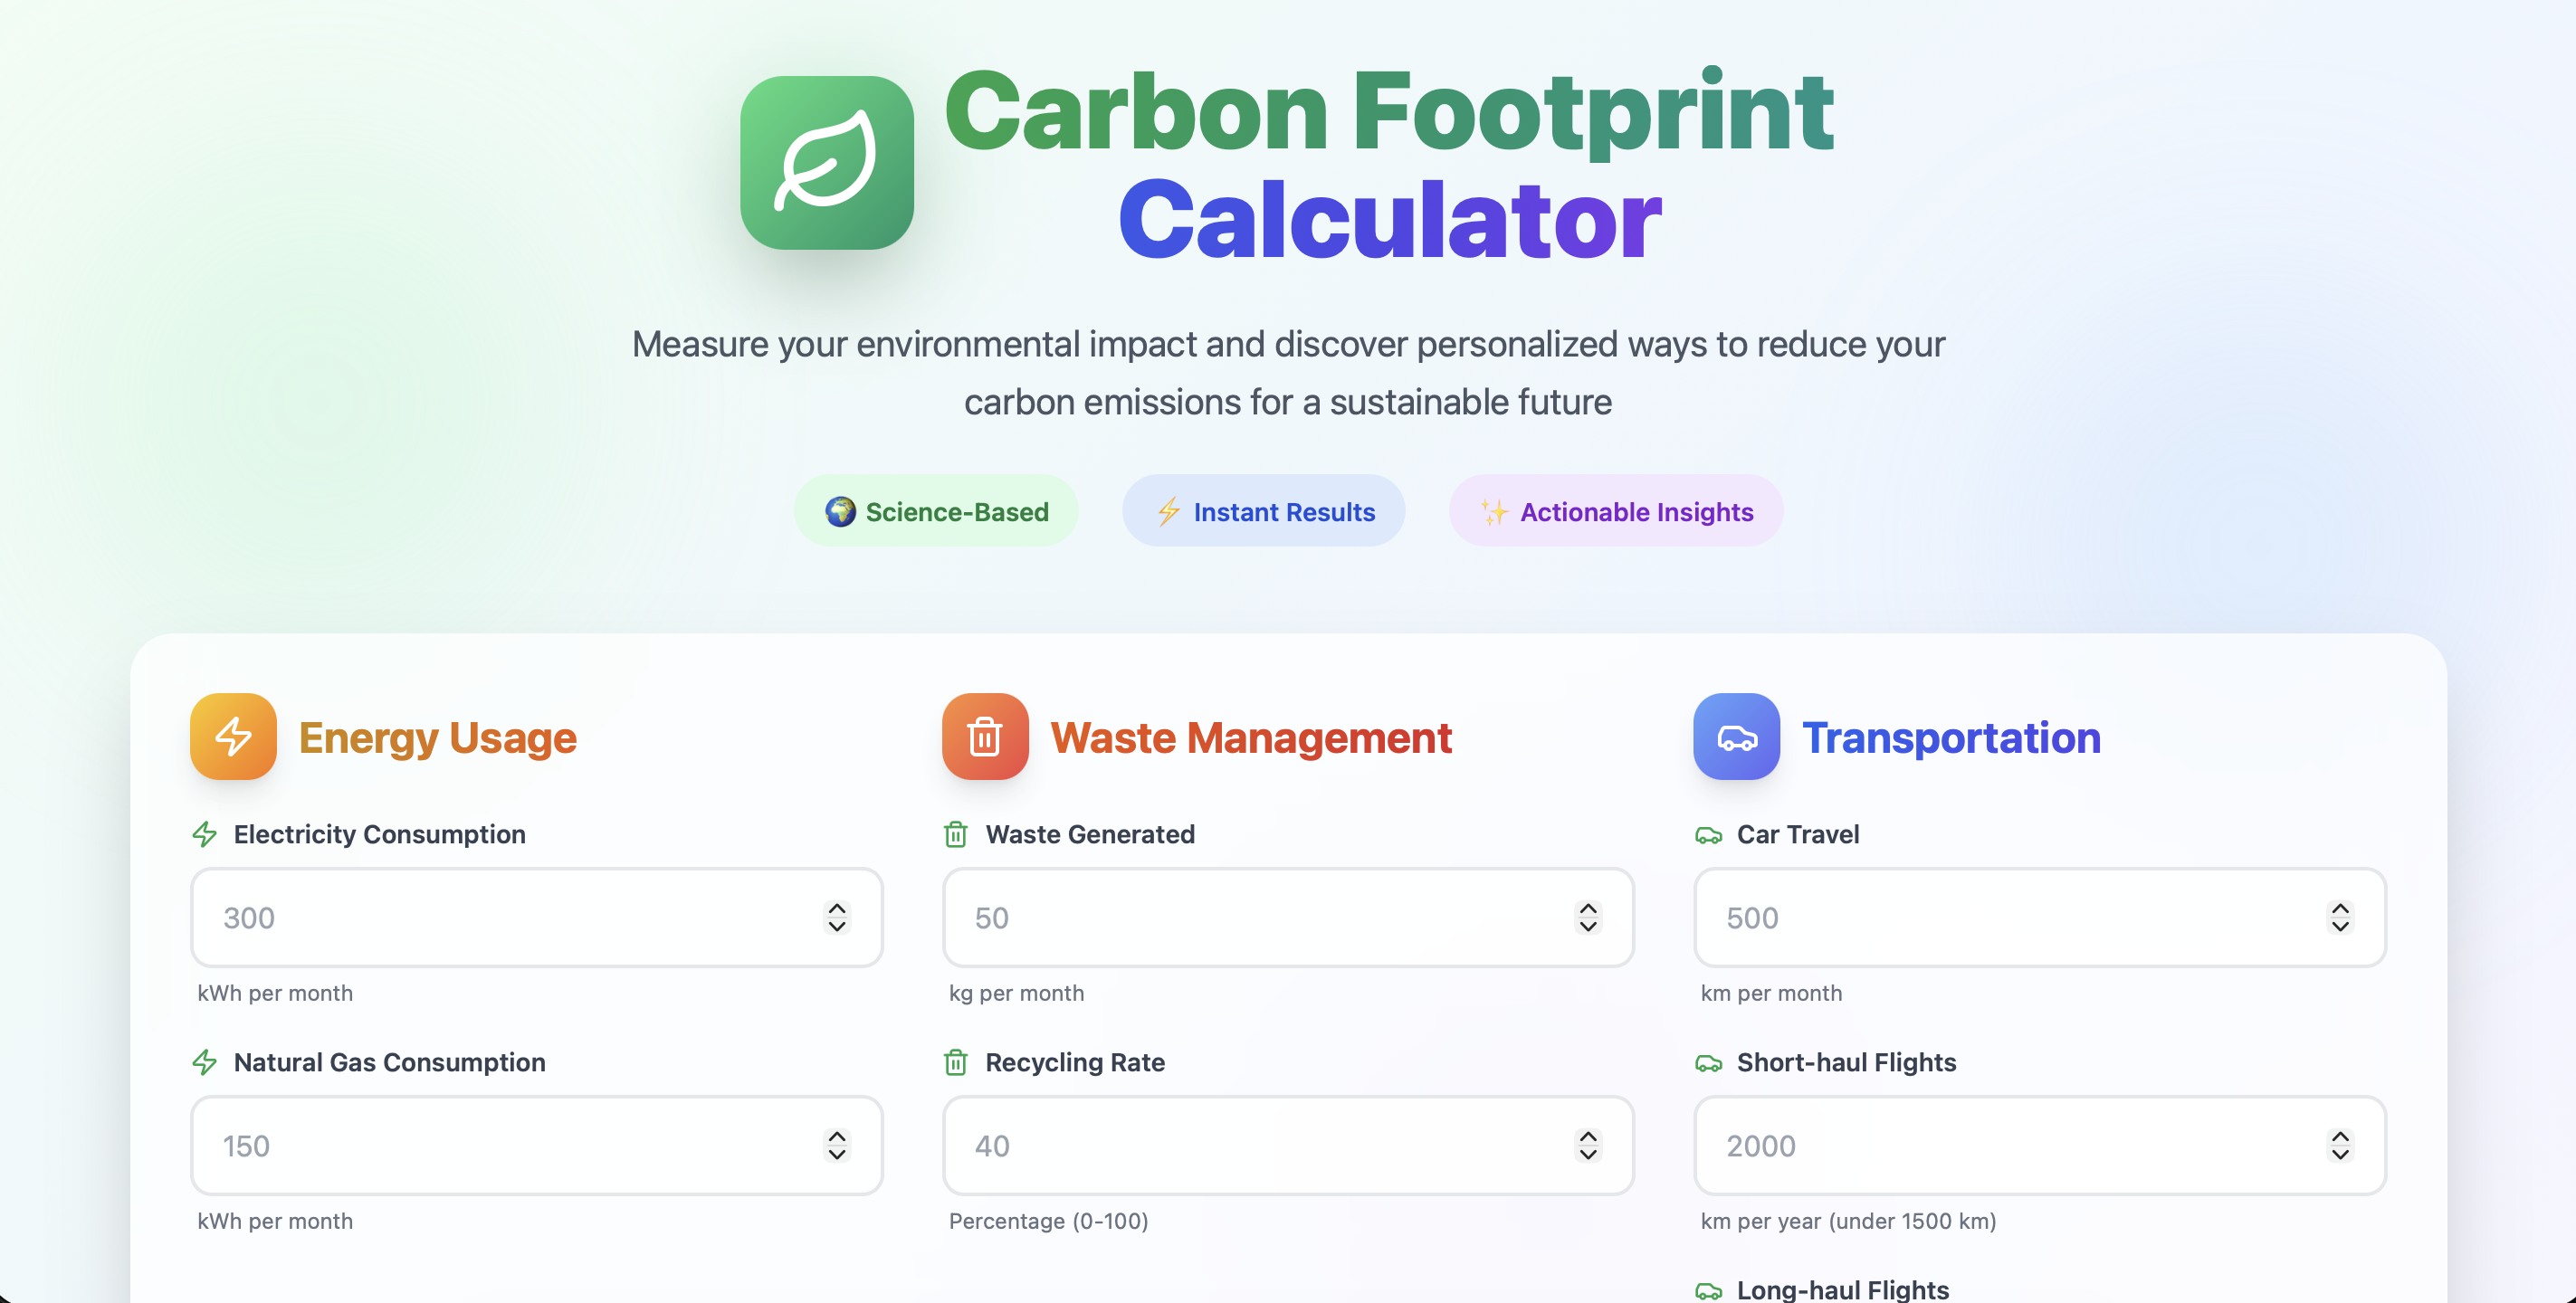 Carbon Footprint
Calculator
Measure your environmental impact and discover personalized ways to reduce your
carbon emissions for a sustainable future
🌍 Science-Based
⚡ Instant Results
✨ Actionable Insights
Energy Usage
Electricity Consumption
300
kWh per month
Natural Gas Consumption
150
kWh per month
Waste Management
Waste Generated
50
kg per month
Recycling Rate
40
Percentage (0-100)
Transportation
Car Travel
500
km per month
Short-haul Flights
2000
km per year (under 1500 km)
Long-haul Flights